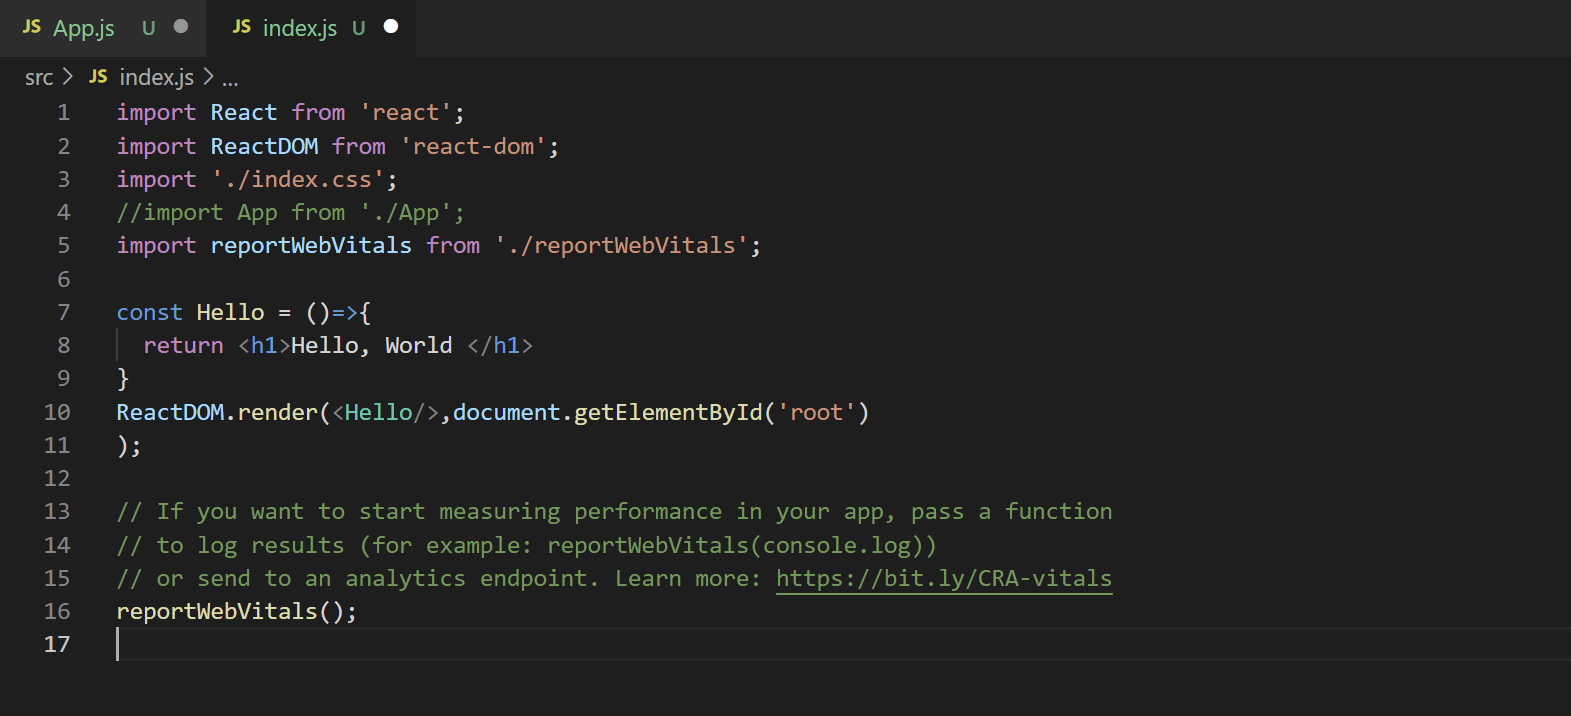 JS App.js U ● JS index.js U ●
src > JS index.js > ...
1 import React from 'react';
2 import ReactDOM from 'react-dom';
3 import './index.css';
4 //import App from './App';
5 import reportWebVitals from './reportWebVitals';
6
7 const Hello = ()=>{
8   return <h1>Hello, World </h1>
9 }
10 ReactDOM.render(<Hello/>,document.getElementById('root')
11 );
12
13 // If you want to start measuring performance in your app, pass a function
14 // to log results (for example: reportWebVitals(console.log))
15 // or send to an analytics endpoint. Learn more: https://bit.ly/CRA-vitals
16 reportWebVitals();
17